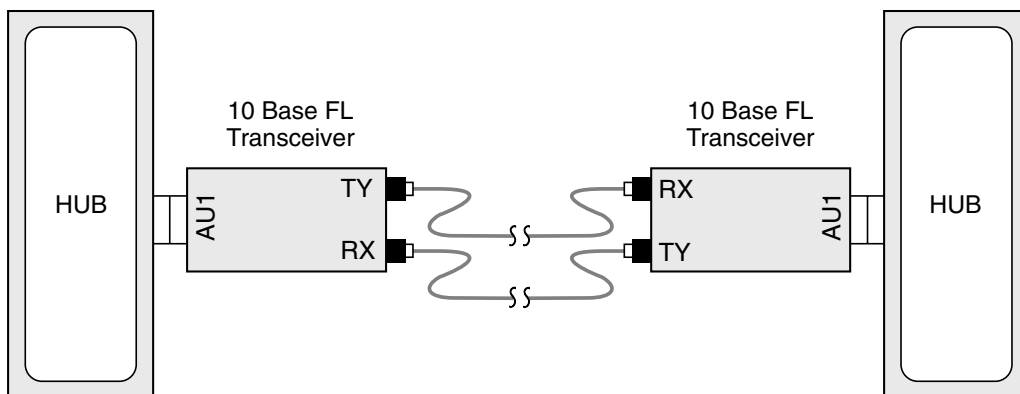 10 Base FL
Transceiver
10 Base FL
Transceiver
HUB
AU1
TY
RX
RX
TY
AU1
HUB